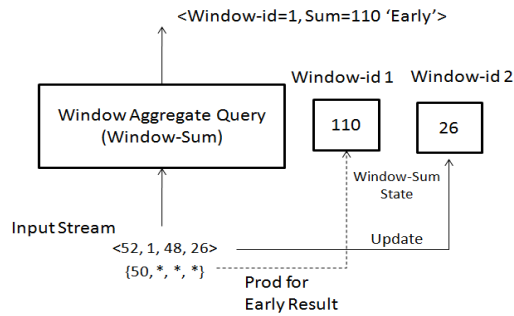 <Window-id=1, Sum=110 ‘Early’>
Window-id 1
Window-id 2
Window Aggregate Query
(Window-Sum)
110
26
Window-Sum
State
Input Stream
<52, 1, 48, 26>
Update
{50, *, *, *}
Prod for
Early Result